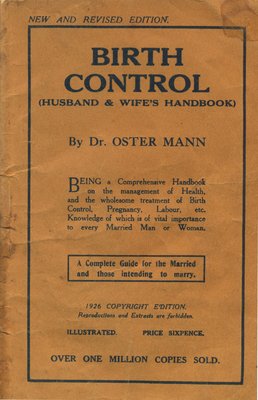 NEW AND REVISED EDITION.
BIRTH
CONTROL
(HUSBAND & WIFE'S HANDBOOK)
By Dr. OSTER MANN
BEING a Comprehensive Handbook
on the management of Health,
and the wholesome treatment of Birth
Control, Pregnancy, Labour, etc.
Knowledge of which is of vital importance
to every Married Man or Woman.
A Complete Guide for the Married
and those intending to marry.
1926 COPYRIGHT EDITION.
Reproductions and Extracts are forbidden.
ILLUSTRATED. PRICE SIXPENCE.
OVER ONE MILLION COPIES SOLD.